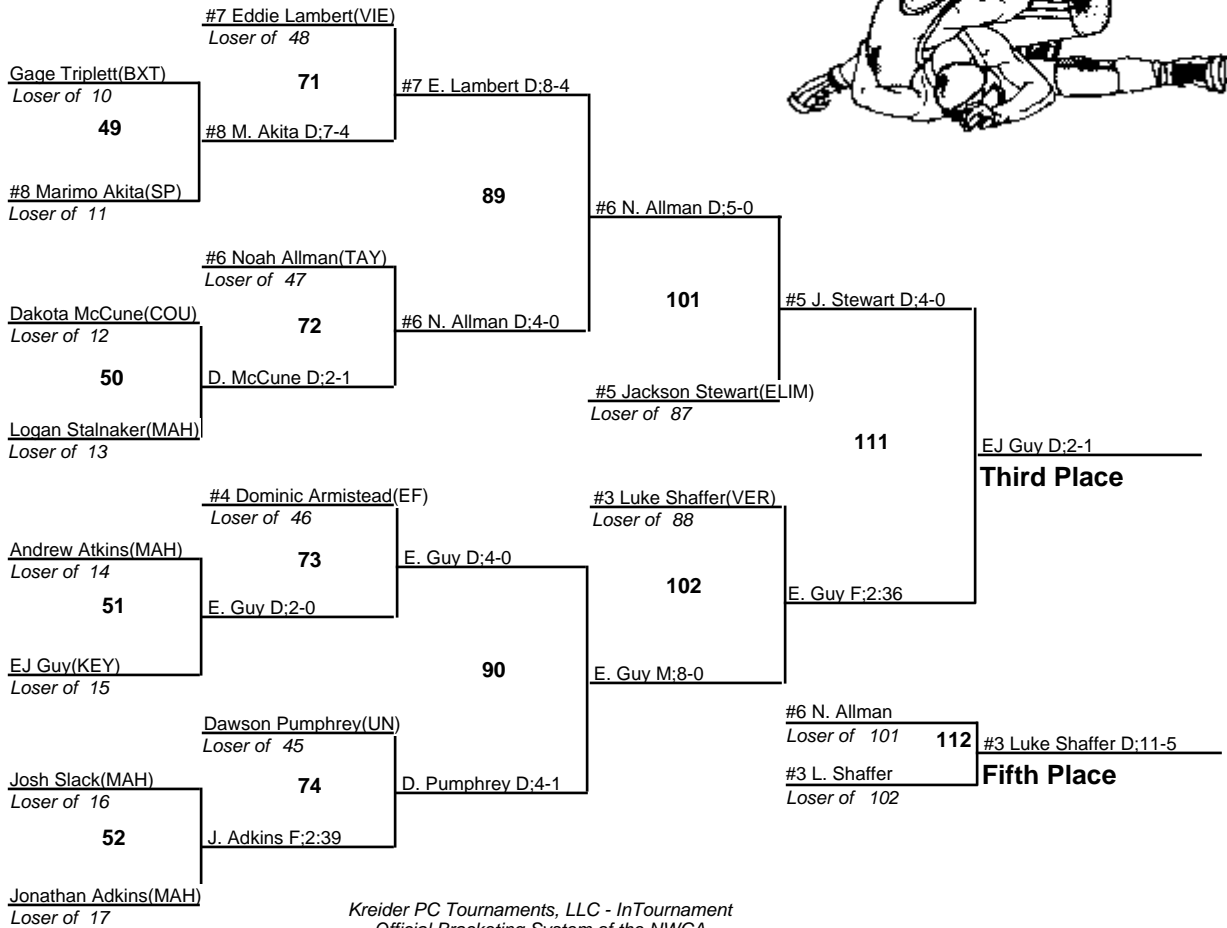 #7 Eddie Lambert(VIE)
Loser of 48
Gage Triplett(BXT)
Loser of 10
71
#7 E. Lambert D;8-4
49
#8 M. Akita D;7-4
#8 Marimo Akita(SP)
Loser of 11
89
#6 N. Allman D;5-0
#6 Noah Allman(TAY)
Loser of 47
Dakota McCune(COU)
Loser of 12
72
#6 N. Allman D;4-0
101
#5 J. Stewart D;4-0
50
D. McCune D;2-1
#5 Jackson Stewart(ELIM)
Loser of 87
Logan Stalnaker(MAH)
Loser of 13
111
EJ Guy D;2-1
Third Place
#4 Dominic Armistead(EF)
Loser of 46
#3 Luke Shaffer(VER)
Loser of 88
Andrew Atkins(MAH)
Loser of 14
73
E. Guy D;4-0
102
51
E. Guy D;2-0
E. Guy F;2:36
EJ Guy(KEY)
Loser of 15
90
E. Guy M;8-0
Dawson Pumphrey(UN)
Loser of 45
#6 N. Allman
Loser of 101
112
#3 Luke Shaffer D;11-5
Fifth Place
#3 L. Shaffer
Loser of 102
Josh Slack(MAH)
Loser of 16
74
D. Pumphrey D;4-1
52
J. Adkins F;2:39
Jonathan Adkins(MAH)
Loser of 17
Kreider PC Tournaments, LLC - InTournament
Official Bracketing System of the NWCA